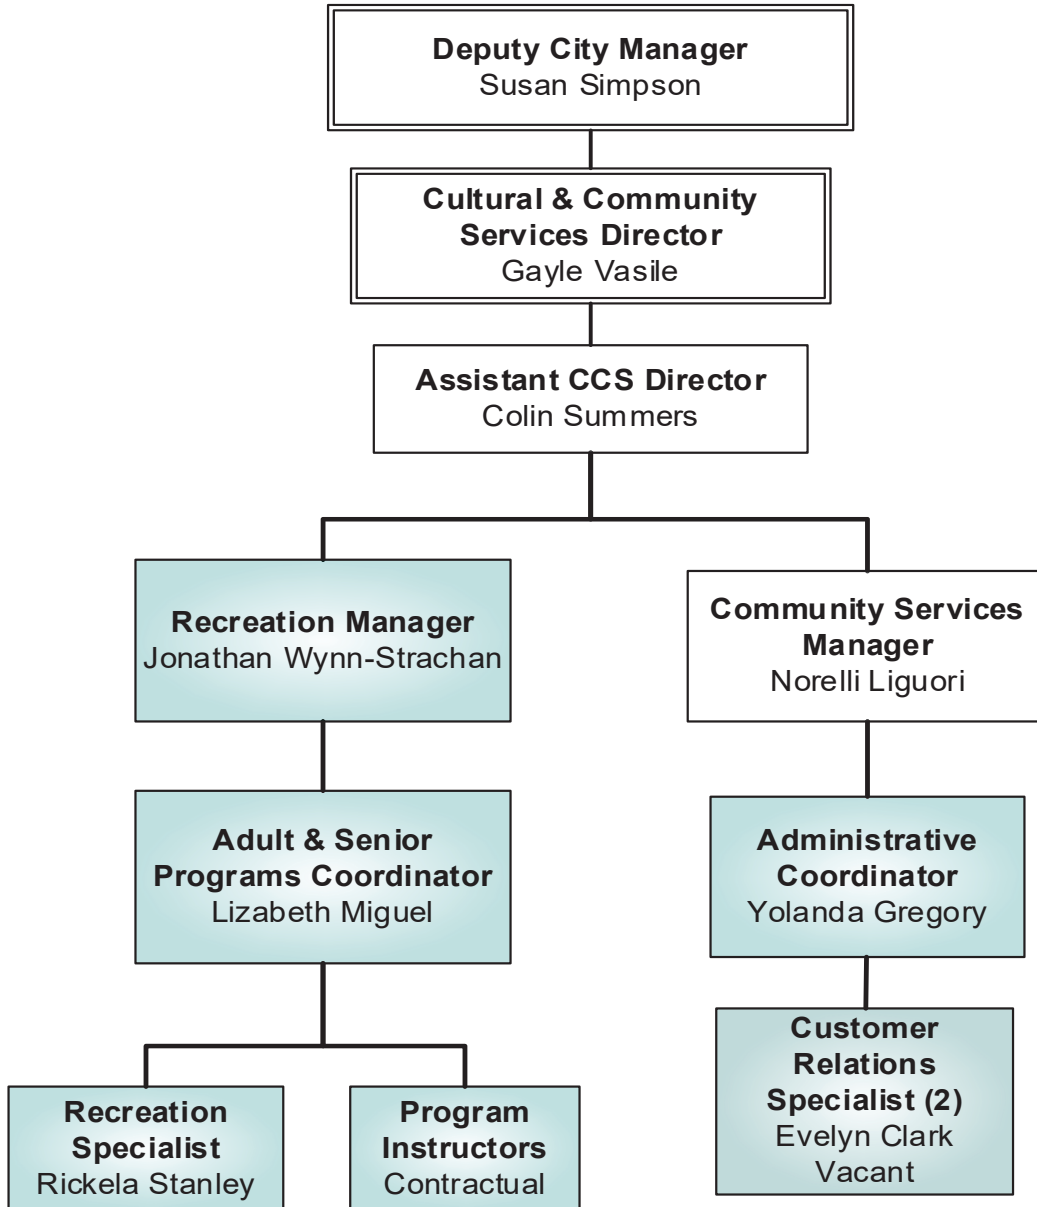 Deputy City Manager
Susan Simpson
Cultural & Community
Services Director
Gayle Vasile
Assistant CCS Director
Colin Summers
Recreation Manager
Jonathan Wynn-Strachan
Community Services
Manager
Norelli Liguori
Adult & Senior
Programs Coordinator
Lizabeth Miguel
Administrative
Coordinator
Yolanda Gregory
Recreation
Specialist
Rickela Stanley
Program
Instructors
Contractual
Customer
Relations
Specialist (2)
Evelyn Clark
Vacant